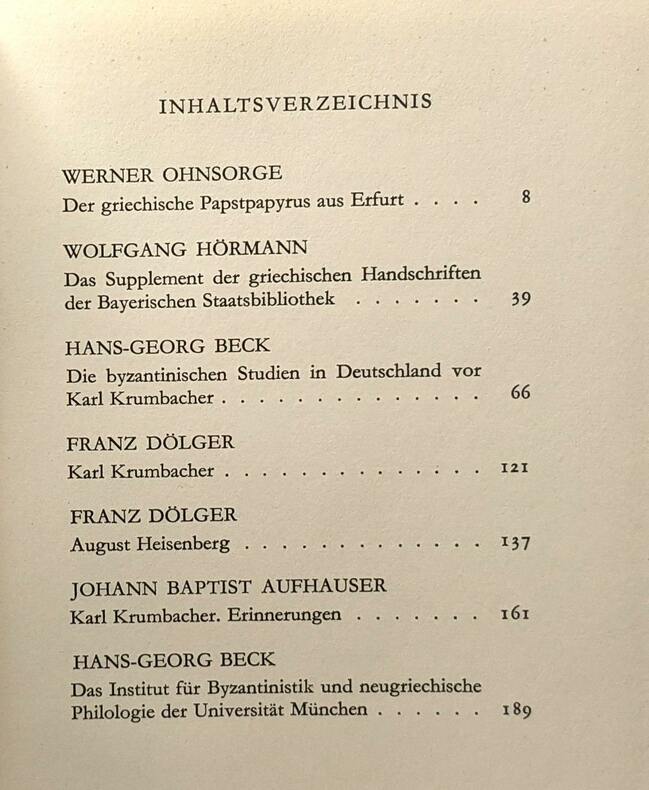 INHALTSVERZEICHNIS
WERNER OHNSORGE
Der griechische Papstpapyrus aus Erfurt . . . . 8
WOLFGANG HÖRMANN
Das Supplement der griechischen Handschriften
der Bayerischen Staatsbibliothek . . . . . . . 39
HANS-GEORG BECK
Die byzantinischen Studien in Deutschland vor
Karl Krumbacher . . . . . . . . . . . . . . 66
FRANZ DÖLGER
Karl Krumbacher . . . . . . . . . . . . . . 121
FRANZ DÖLGER
August Heisenberg . . . . . . . . . . . . . 137
JOHANN BAPTIST AUFHAUSER
Karl Krumbacher. Erinnerungen . . . . . . . 161
HANS-GEORG BECK
Das Institut für Byzantinistik und neugriechische
Philologie der Universität München . . . . . . 189